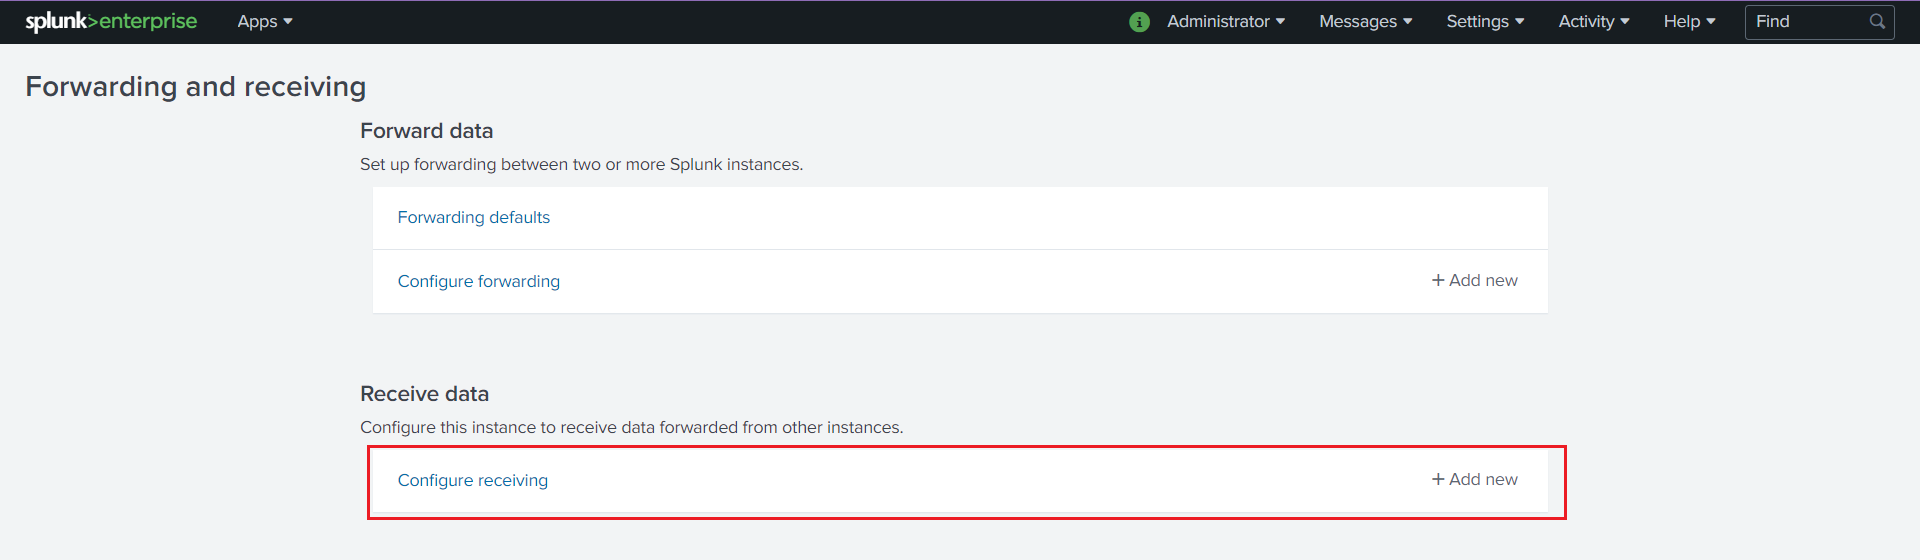 splunk>enterprise Apps Administrator Messages Settings Activity Help Find
Forwarding and receiving
Forward data
Set up forwarding between two or more Splunk instances.
Forwarding defaults
Configure forwarding + Add new
Receive data
Configure this instance to receive data forwarded from other instances.
Configure receiving + Add new